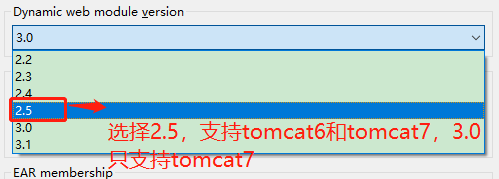 Dynamic web module version
3.0
2.2
2.3
2.4
2.5
3.0
3.1
选择2.5，支持tomcat6和tomcat7，3.0
只支持tomcat7
EAR membership